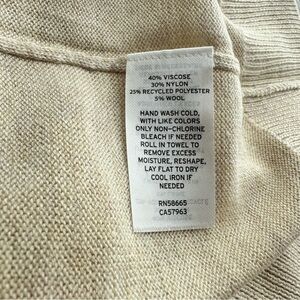 40% VISCOSE
30% NYLON
25% RECYCLED POLYESTER
5% WOOL
HAND WASH COLD,
WITH LIKE COLORS
ONLY NON-CHLORINE
BLEACH IF NEEDED
ROLL IN TOWEL TO
REMOVE EXCESS
MOISTURE, RESHAPE,
LAY FLAT TO DRY
COOL IRON IF
NEEDED
RN58665
CA57963